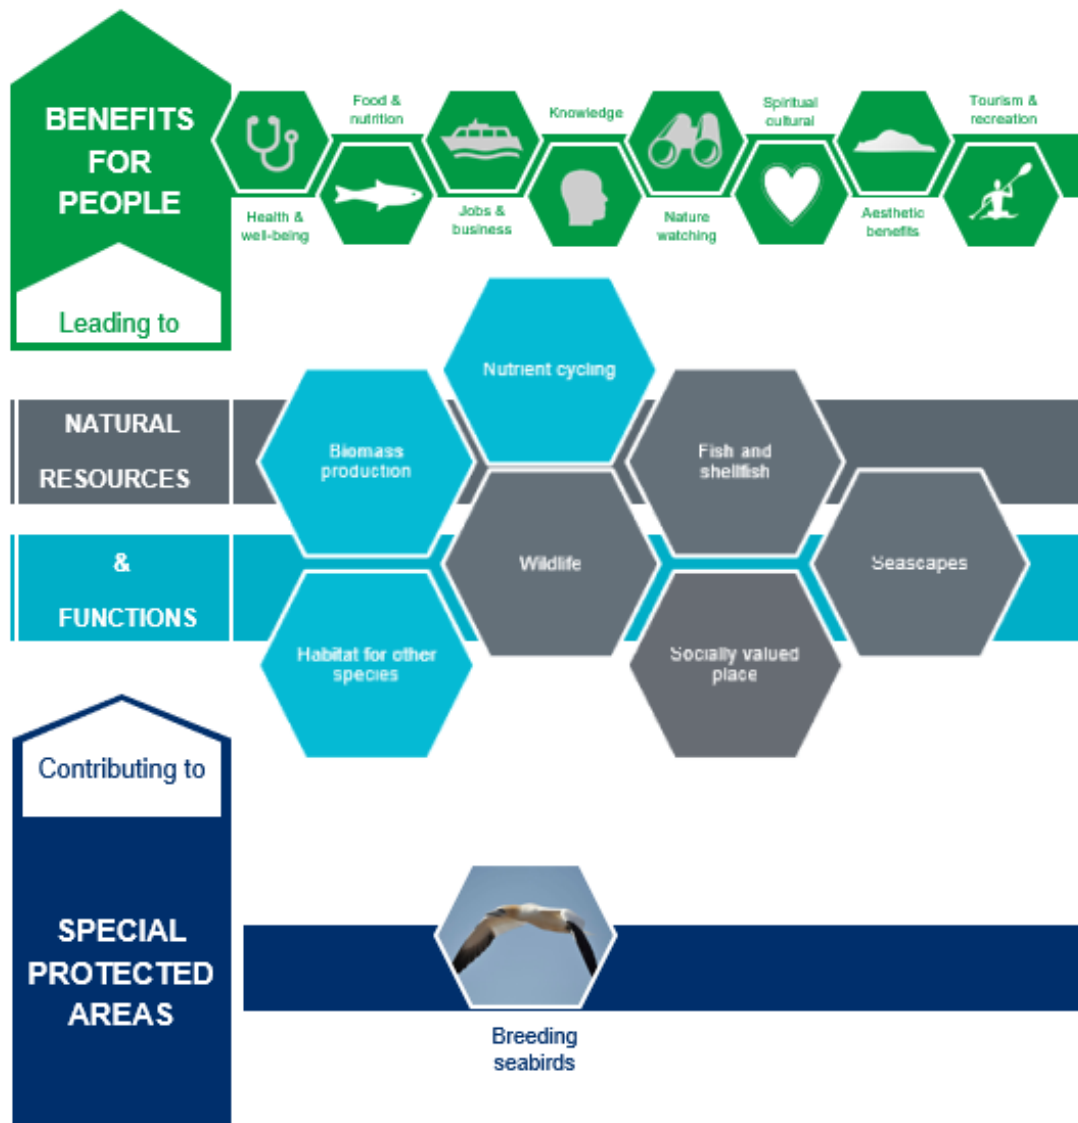 BENEFITS
FOR
PEOPLE
Leading to
Health &
well-being
Food &
nutrition
Jobs &
business
Knowledge
Nature
watching
Spiritual
cultural
Aesthetic
benefits
Tourism &
recreation
NATURAL
RESOURCES
&
FUNCTIONS
Nutrient cycling
Biomass
production
Fish and
shellfish
Wildlife
Seascapes
Habitat for other
species
Socially valued
place
Contributing to
SPECIAL
PROTECTED
AREAS
Breeding
seabirds